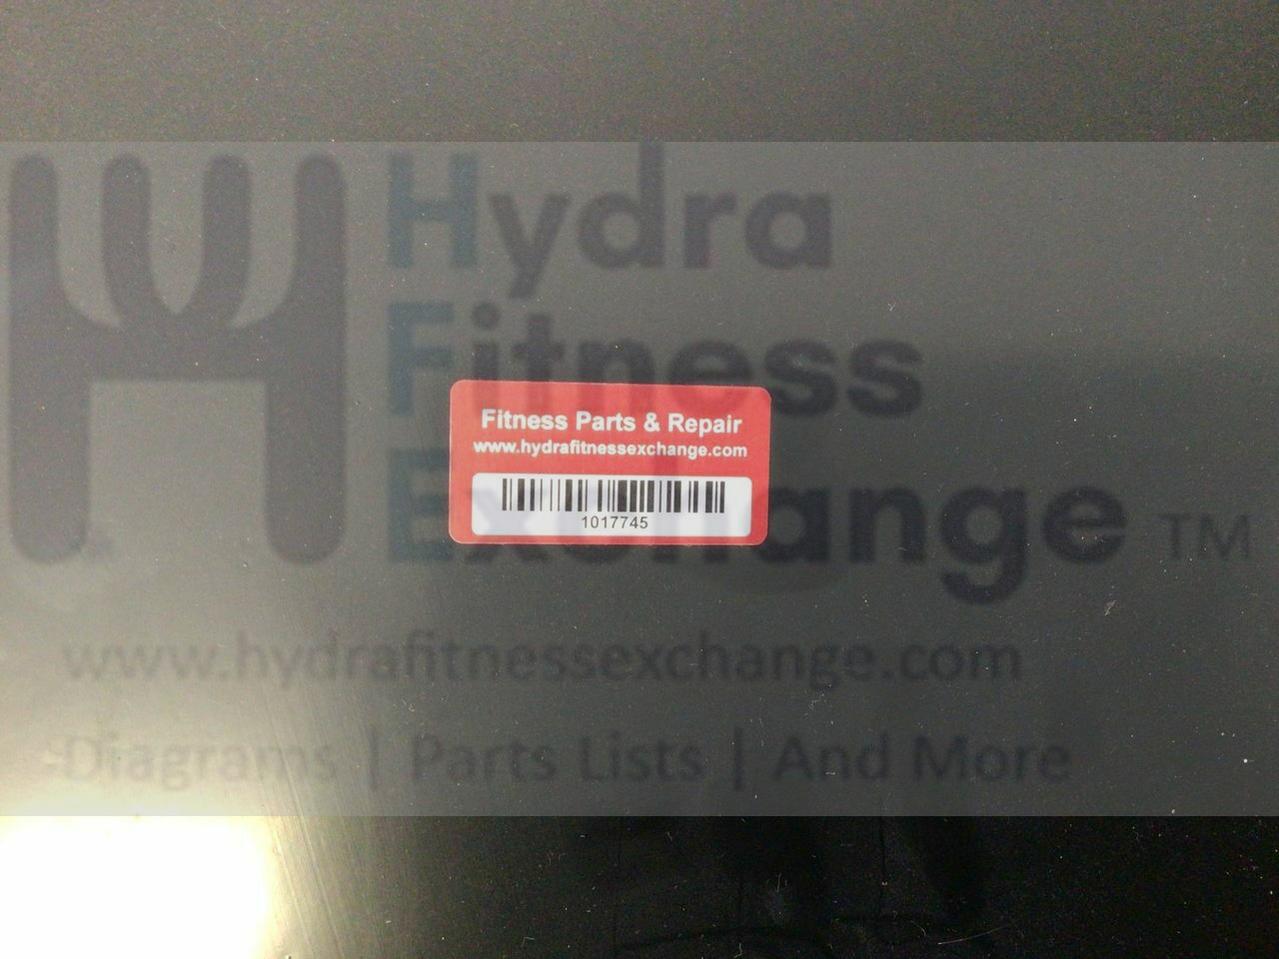 Hydra
Fitness
Exchange TM
www.hydrafitnessexchange.com
Diagrams | Parts Lists | And More
Fitness Parts & Repair
www.hydrafitnessexchange.com
1017745